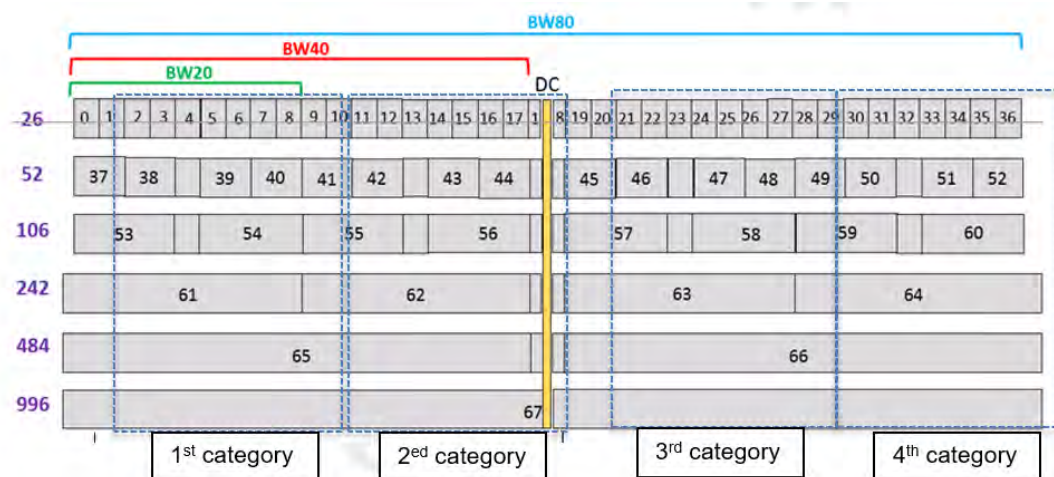 BW80
BW40
BW20
DC
26 0 1 2 3 4 5 6 7 8 9 10 11 12 13 14 15 16 17 1 8 19 20 21 22 23 24 25 26 27 28 29 30 31 32 33 34 35 36
52 37 38 39 40 41 42 43 44 45 46 47 48 49 50 51 52
106 53 54 55 56 57 58 59 60
242 61 62 63 64
484 65 66
996 67
1st category 2ed category 3rd category 4th category